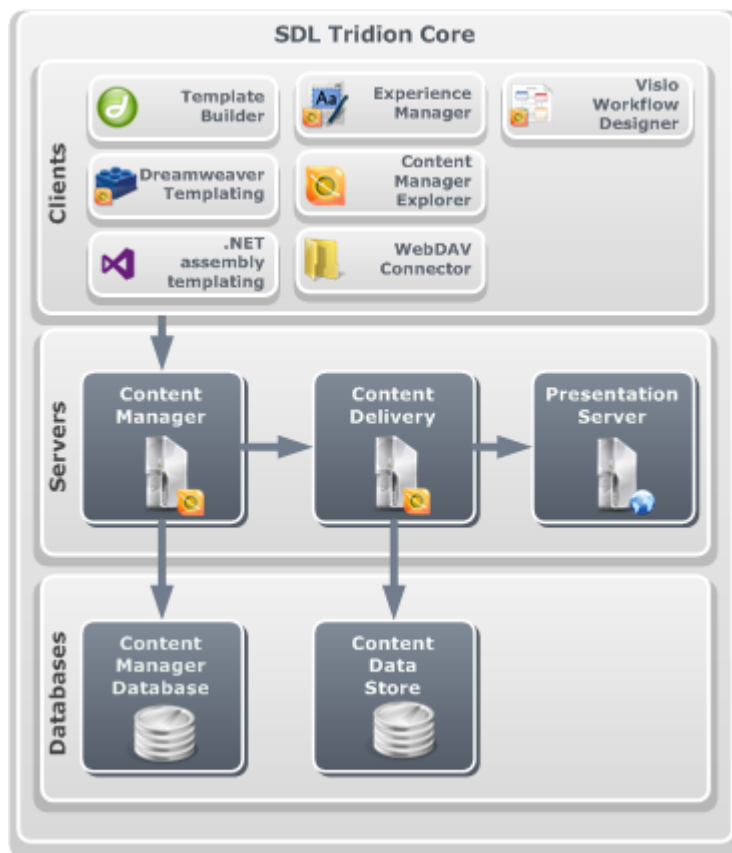 SDL Tridion Core
Clients
Template
Builder
Experience
Manager
Visio
Workflow
Designer
Dreamweaver
Templating
Content
Manager
Explorer
.NET
assembly
templating
WebDAV
Connector
Servers
Content
Manager
Content
Delivery
Presentation
Server
Databases
Content
Manager
Database
Content
Data
Store